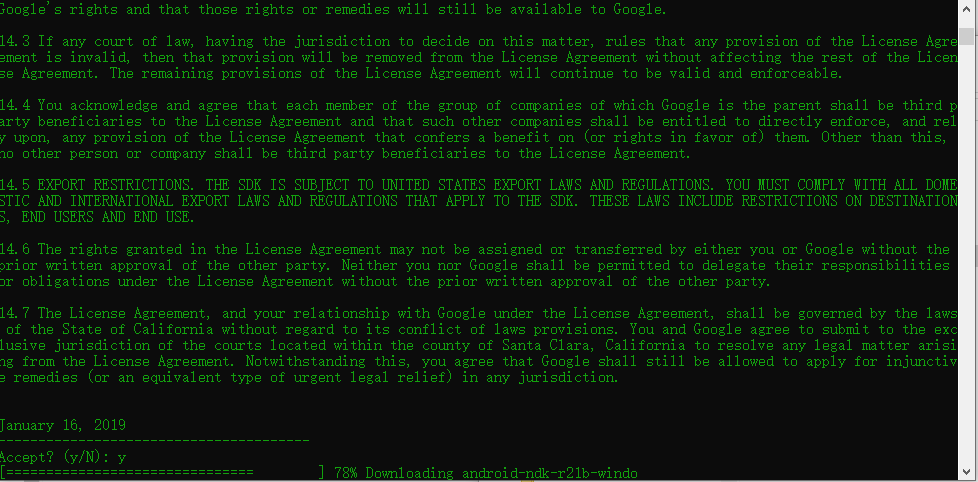 Google's rights and that those rights or remedies will still be available to Google.
14.3 If any court of law, having the jurisdiction to decide on this matter, rules that any provision of the License Agre
ement is invalid, then that provision will be removed from the License Agreement without affecting the rest of the Licen
se Agreement. The remaining provisions of the License Agreement will continue to be valid and enforceable.
14.4 You acknowledge and agree that each member of the group of companies of which Google is the parent shall be third p
arty beneficiaries to the License Agreement and that such other companies shall be entitled to directly enforce, and rel
y upon, any provision of the License Agreement that confers a benefit on (or rights in favor of) them. Other than this,
no other person or company shall be third party beneficiaries to the License Agreement.
14.5 EXPORT RESTRICTIONS. THE SDK IS SUBJECT TO UNITED STATES EXPORT LAWS AND REGULATIONS. YOU MUST COMPLY WITH ALL DOME
STIC AND INTERNATIONAL EXPORT LAWS AND REGULATIONS THAT APPLY TO THE SDK. THESE LAWS INCLUDE RESTRICTIONS ON DESTINATION
S, END USERS AND END USE.
14.6 The rights granted in the License Agreement may not be assigned or transferred by either you or Google without the
prior written approval of the other party. Neither you nor Google shall be permitted to delegate their responsibilities
or obligations under the License Agreement without the prior written approval of the other party.
14.7 The License Agreement, and your relationship with Google under the License Agreement, shall be governed by the laws
of the State of California without regard to its conflict of laws provisions. You and Google agree to submit to the exc
lusive jurisdiction of the courts located within the county of Santa Clara, California to resolve any legal matter arisi
ng from the License Agreement. Notwithstanding this, you agree that Google shall still be allowed to apply for injunctiv
e remedies (or an equivalent type of urgent legal relief) in any jurisdiction.
January 16, 2019
---------------------------------------
Accept? (y/N): y
[===============================        ] 78% Downloading android-ndk-r21b-windo